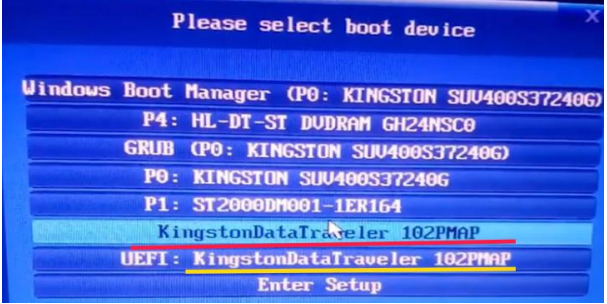 Please select boot device
X
Windows Boot Manager (P0: KINGSTON SUV400S37240G)
P4: HL-DT-ST DVDRAM GH24NSC0
GRUB (P0: KINGSTON SUV400S37240G)
P0: KINGSTON SUV400S37240G
P1: ST2000DM001-1ER164
KingstonDataTraveler 102PMAP
UEFI: KingstonDataTraveler 102PMAP
Enter Setup